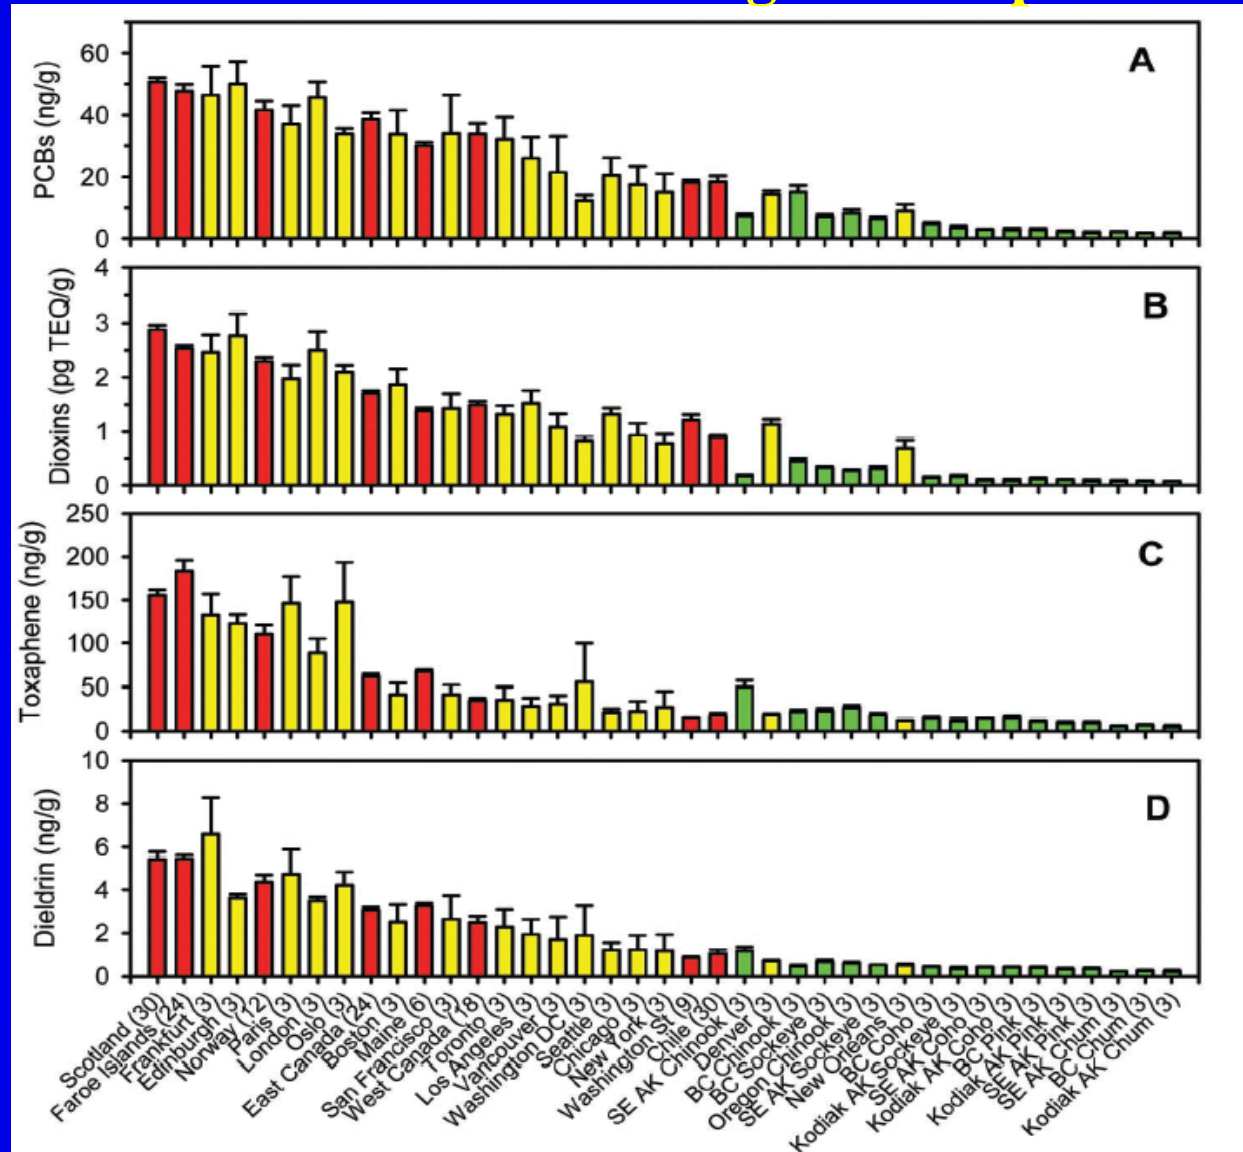 A
PCBs (ng/g)
60
40
20
0
B
Dioxins (pg TEQ/g)
4
3
2
1
0
C
Toxaphene (ng/g)
250
200
150
100
50
0
D
Dieldrin (ng/g)
10
8
6
4
2
0
Scotland (30)
Faroe Islands (24)
Frankfurt (3)
Edinburgh (3)
Norway (12)
Paris (3)
London (3)
Oslo (3)
East Canada (24)
Boston (3)
Maine (6)
San Francisco (3)
West Canada (18)
Toronto (3)
Los Angeles (3)
Vancouver (3)
Washington DC (3)
Seattle (3)
Chicago (3)
New York (3)
Washington St (9)
Chile (30)
SE AK Chinook (3)
Denver (3)
BC Chinook (3)
BC Sockeye (3)
Oregon Chinook (3)
SE AK Sockeye (3)
New Orleans (3)
BC Coho (3)
Kodiak AK Sockeye (3)
SE AK Coho (3)
Kodiak AK Coho (3)
BC Pink (3)
Kodiak AK Pink (3)
SE AK Pink (3)
SE AK Chum (3)
BC Chum (3)
Kodiak AK Chum (3)